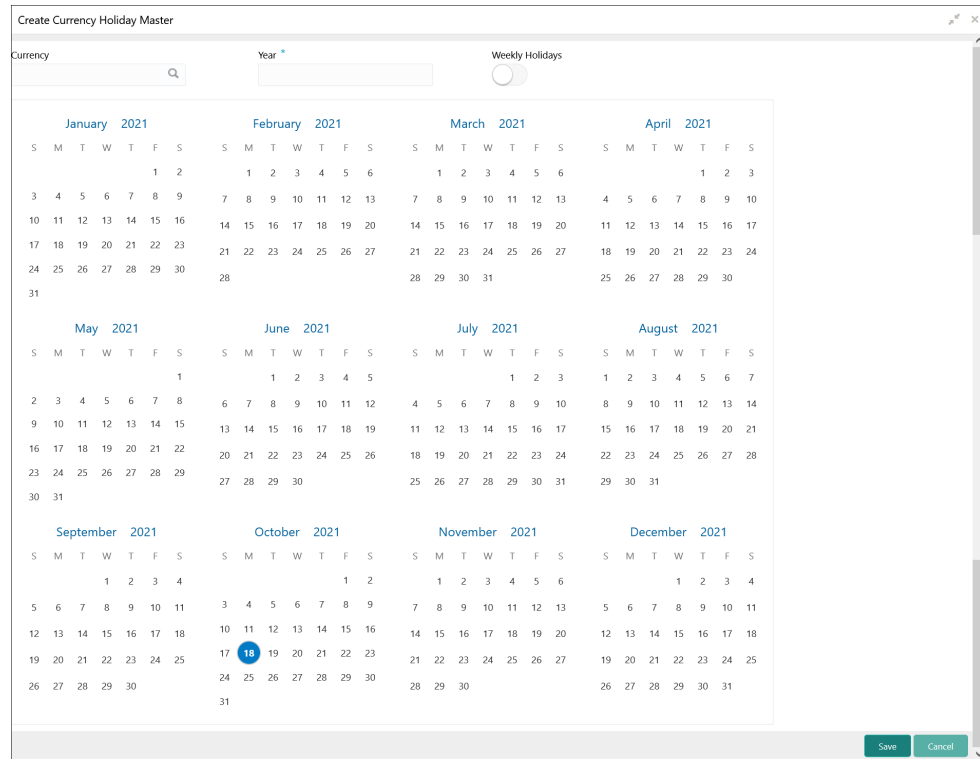 Create Currency Holiday Master
Currency Year * Weekly Holidays
January 2021 February 2021 March 2021 April 2021
S M T W T F S S M T W T F S S M T W T F S S M T W T F S
1 2 1 2 3 4 5 6 1 2 3 4 5 6 1 2 3
3 4 5 6 7 8 9 7 8 9 10 11 12 13 7 8 9 10 11 12 13 4 5 6 7 8 9 10
10 11 12 13 14 15 16 14 15 16 17 18 19 20 14 15 16 17 18 19 20 11 12 13 14 15 16 17
17 18 19 20 21 22 23 21 22 23 24 25 26 27 21 22 23 24 25 26 27 18 19 20 21 22 23 24
24 25 26 27 28 29 30 28 28 29 30 31 25 26 27 28 29 30
31
May 2021 June 2021 July 2021 August 2021
S M T W T F S S M T W T F S S M T W T F S S M T W T F S
1 1 2 3 4 5 1 2 3 1 2 3 4 5 6 7
2 3 4 5 6 7 8 6 7 8 9 10 11 12 4 5 6 7 8 9 10 8 9 10 11 12 13 14
9 10 11 12 13 14 15 13 14 15 16 17 18 19 11 12 13 14 15 16 17 15 16 17 18 19 20 21
16 17 18 19 20 21 22 20 21 22 23 24 25 26 18 19 20 21 22 23 24 22 23 24 25 26 27 28
23 24 25 26 27 28 29 27 28 29 30 25 26 27 28 29 30 31 29 30 31
30 31
September 2021 October 2021 November 2021 December 2021
S M T W T F S S M T W T F S S M T W T F S S M T W T F S
1 2 3 4 1 2 1 2 3 4 5 6 1 2 3 4
5 6 7 8 9 10 11 3 4 5 6 7 8 9 7 8 9 10 11 12 13 5 6 7 8 9 10 11
12 13 14 15 16 17 18 10 11 12 13 14 15 16 14 15 16 17 18 19 20 12 13 14 15 16 17 18
19 20 21 22 23 24 25 17 18 19 20 21 22 23 21 22 23 24 25 26 27 19 20 21 22 23 24 25
26 27 28 29 30 24 25 26 27 28 29 30 28 29 30 26 27 28 29 30 31
31
Save Cancel